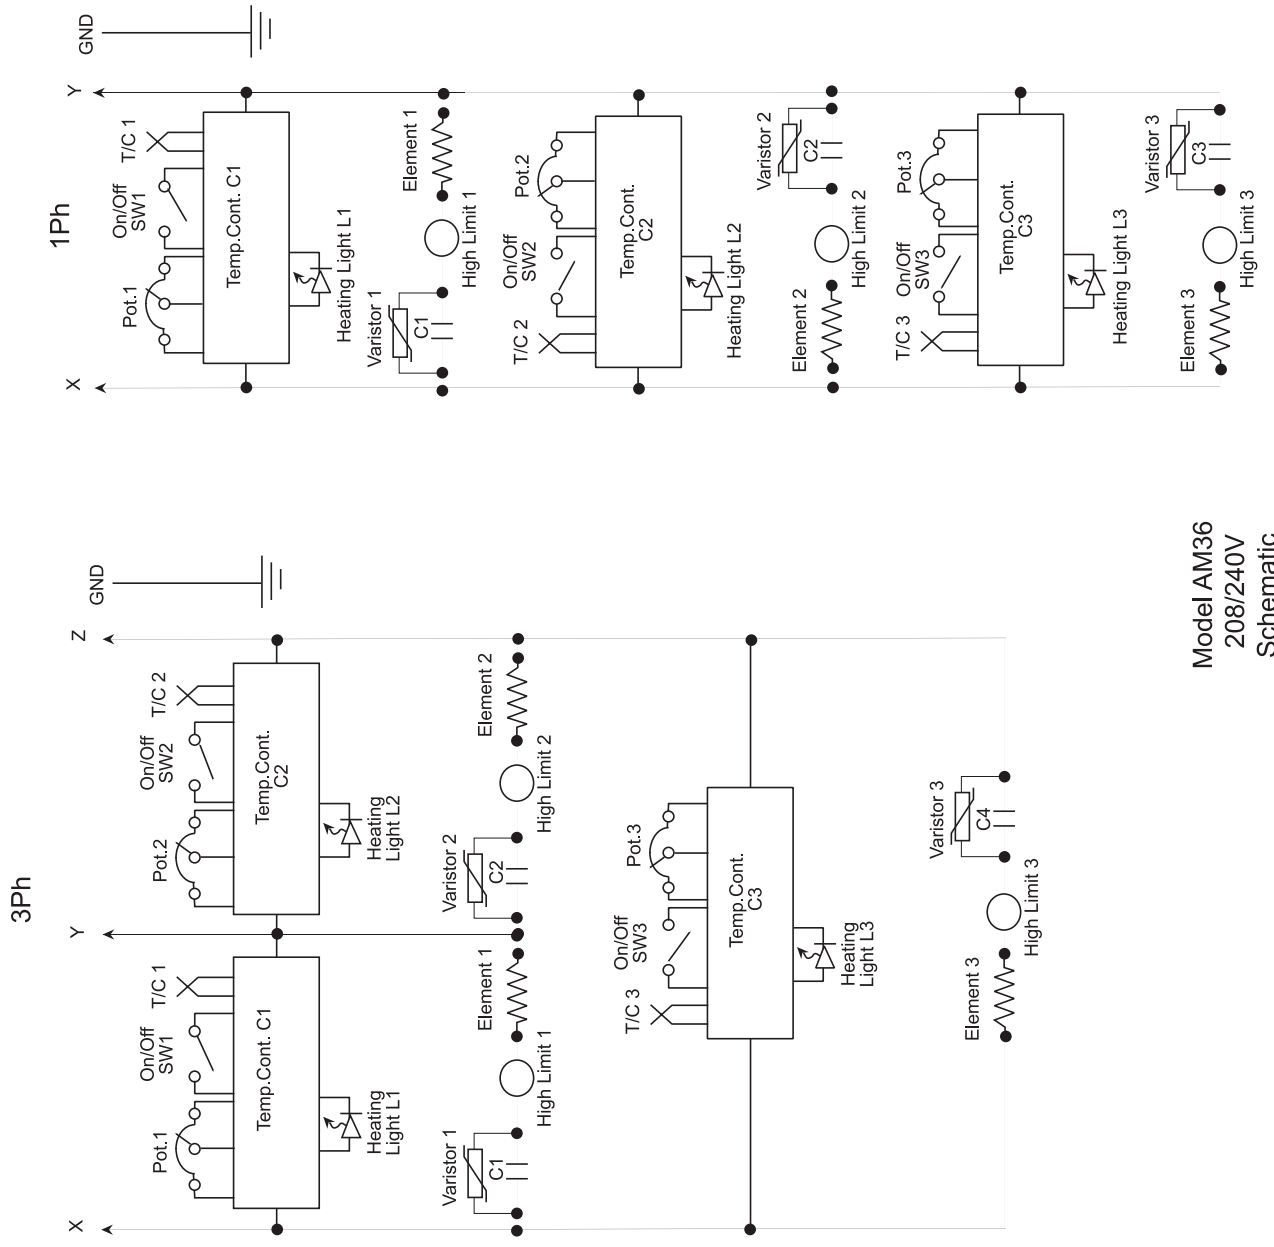 3Ph
X
Y
Z
GND
Pot.1
On/Off
SW1
T/C 1
Pot.2
On/Off
SW2
T/C 2
Temp.Cont. C1
Temp.Cont.
C2
Heating
Light L1
Heating
Light L2
Varistor 1
C1
High Limit 1
Element 1
Varistor 2
C2
High Limit 2
Element 2
T/C 3
On/Off
SW3
Pot.3
Temp.Cont.
C3
Heating
Light L3
Element 3
High Limit 3
Varistor 3
C4
1Ph
X
Y
GND
Pot.1
On/Off
SW1
T/C 1
Temp.Cont. C1
Heating Light L1
Varistor 1
C1
High Limit 1
Element 1
T/C 2
On/Off
SW2
Pot.2
Temp.Cont.
C2
Heating Light L2
Element 2
High Limit 2
Varistor 2
C2
T/C 3
On/Off
SW3
Pot.3
Temp.Cont.
C3
Heating Light L3
Element 3
High Limit 3
Varistor 3
C3
Model AM36
208/240V
Schematic